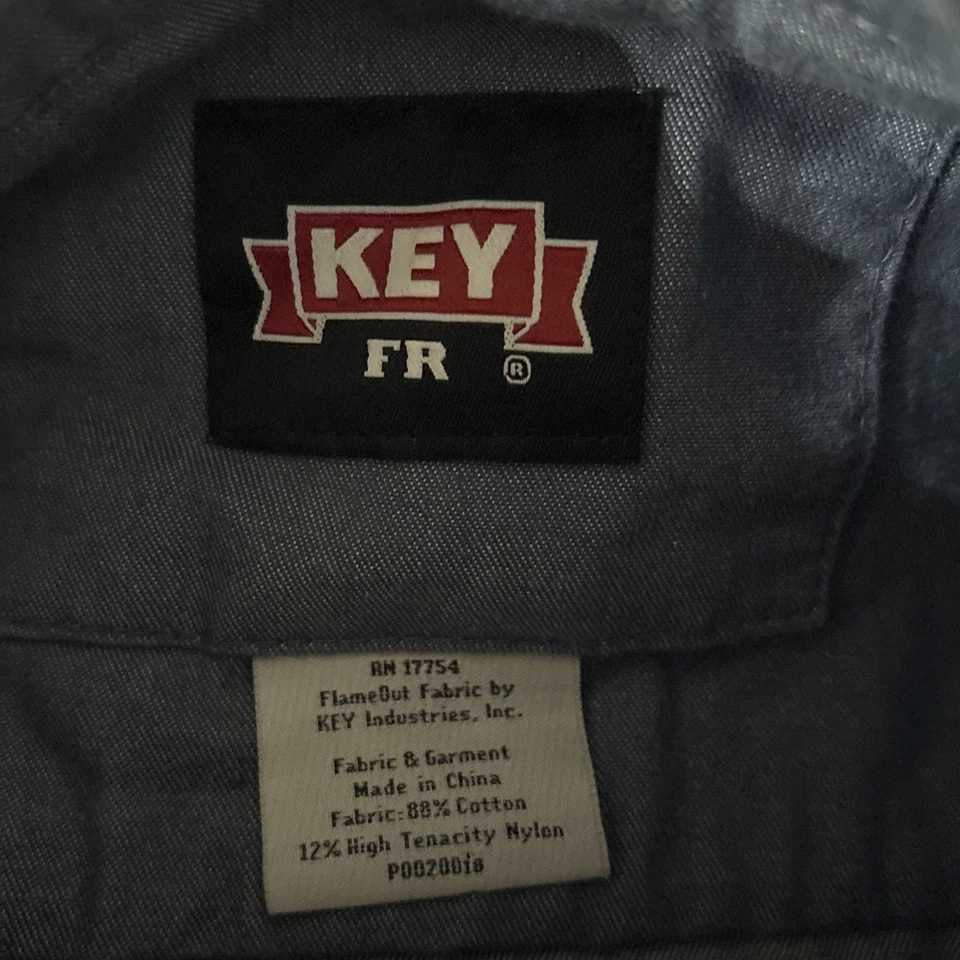 KEY
FR ®
RN 17754
FlameOut Fabric by
KEY Industries, Inc.
Fabric & Garment
Made in China
Fabric:88% Cotton
12% High Tenacity Nylon